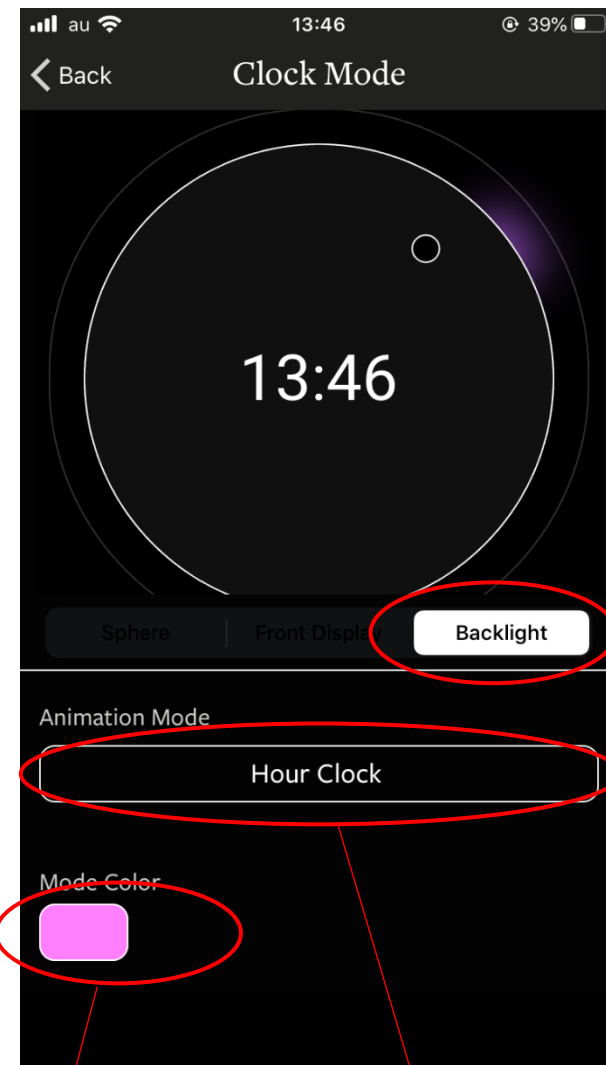 au 13:46 39%
Back Clock Mode
13:46
Sphere Front Display Backlight
Animation Mode
Hour Clock
Mode Color